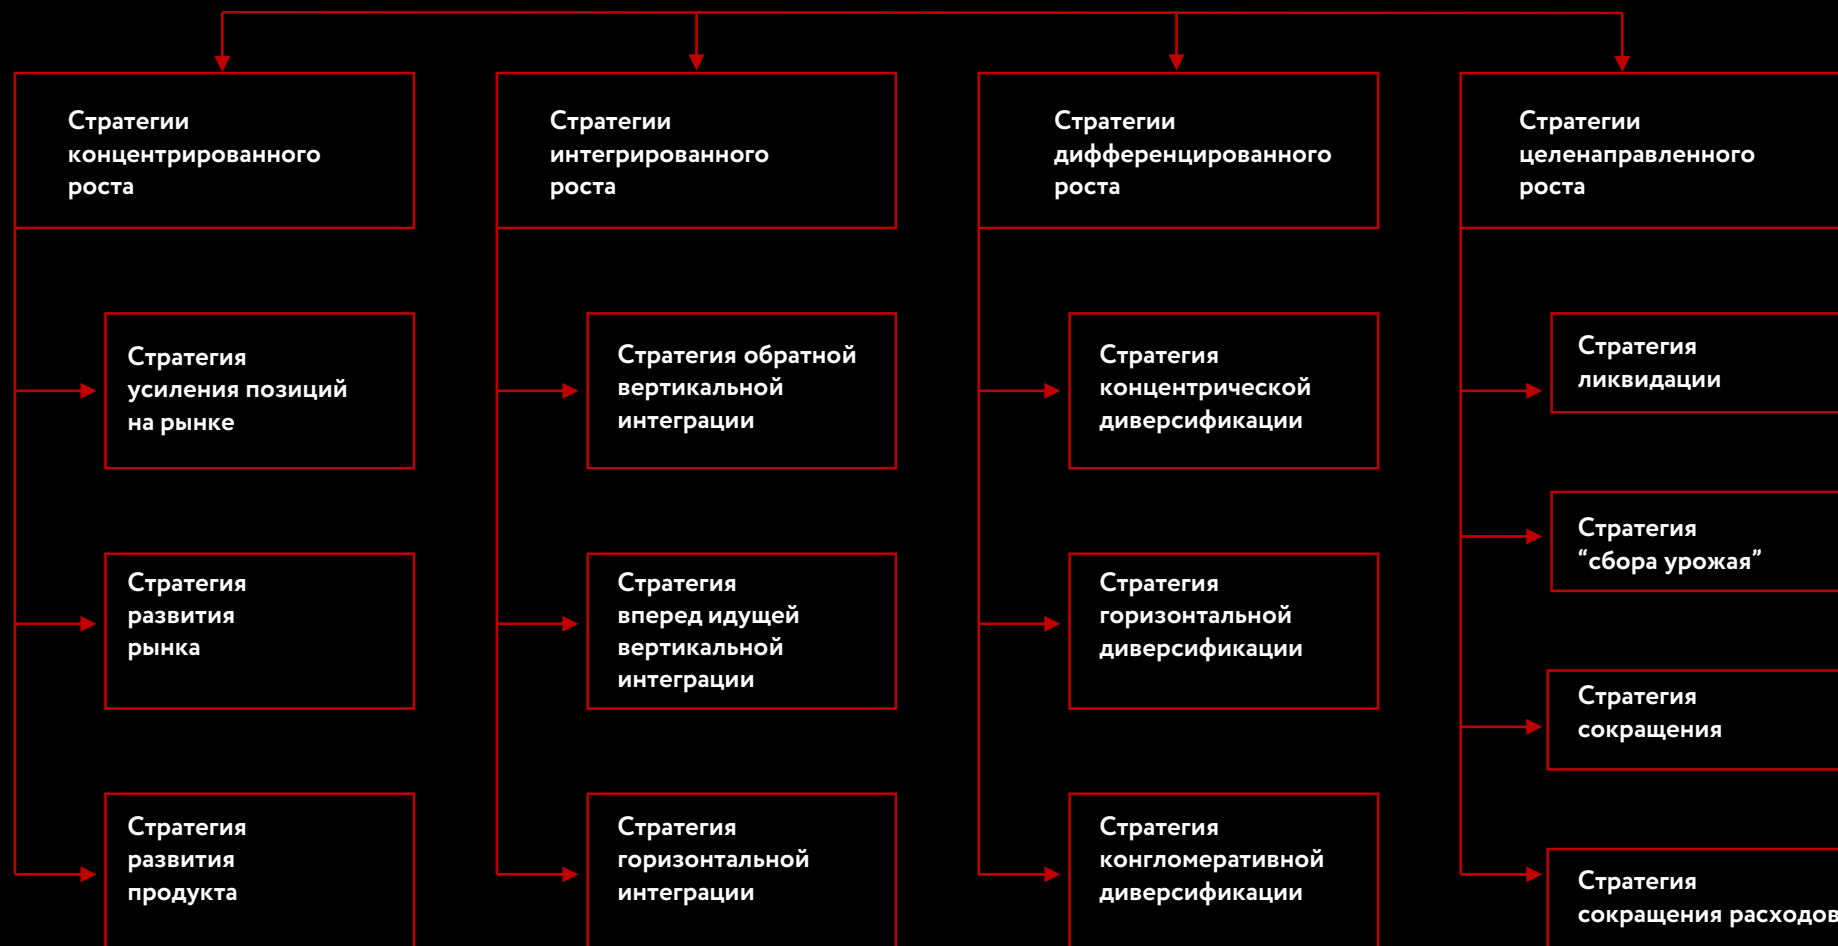 Стратегии
концентрированного
роста
Стратегии
интегрированного
роста
Стратегии
дифференцированного
роста
Стратегии
целенаправленного
роста
Стратегия
усиления позиций
на рынке
Стратегия обратной
вертикальной
интеграции
Стратегия
концентрической
диверсификации
Стратегия
ликвидации
Стратегия
развития
рынка
Стратегия
вперед идущей
вертикальной
интеграции
Стратегия
горизонтальной
диверсификации
Стратегия
“сбора урожая”
Стратегия
сокращения
Стратегия
развития
продукта
Стратегия
горизонтальной
интеграции
Стратегия
конгломеративной
диверсификации
Стратегия
сокращения расходов